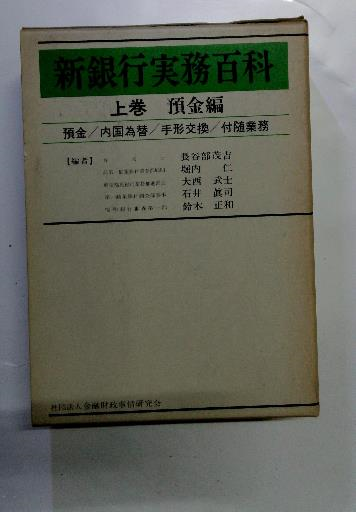 新銀行実務百科
上巻 預金編
預金/内国為替/手形交換/付随業務
【編著】
長谷部茂吉
堀内 仁
大西 武士
石井 眞司
鈴木 正和
社団法人金融財政事情研究会